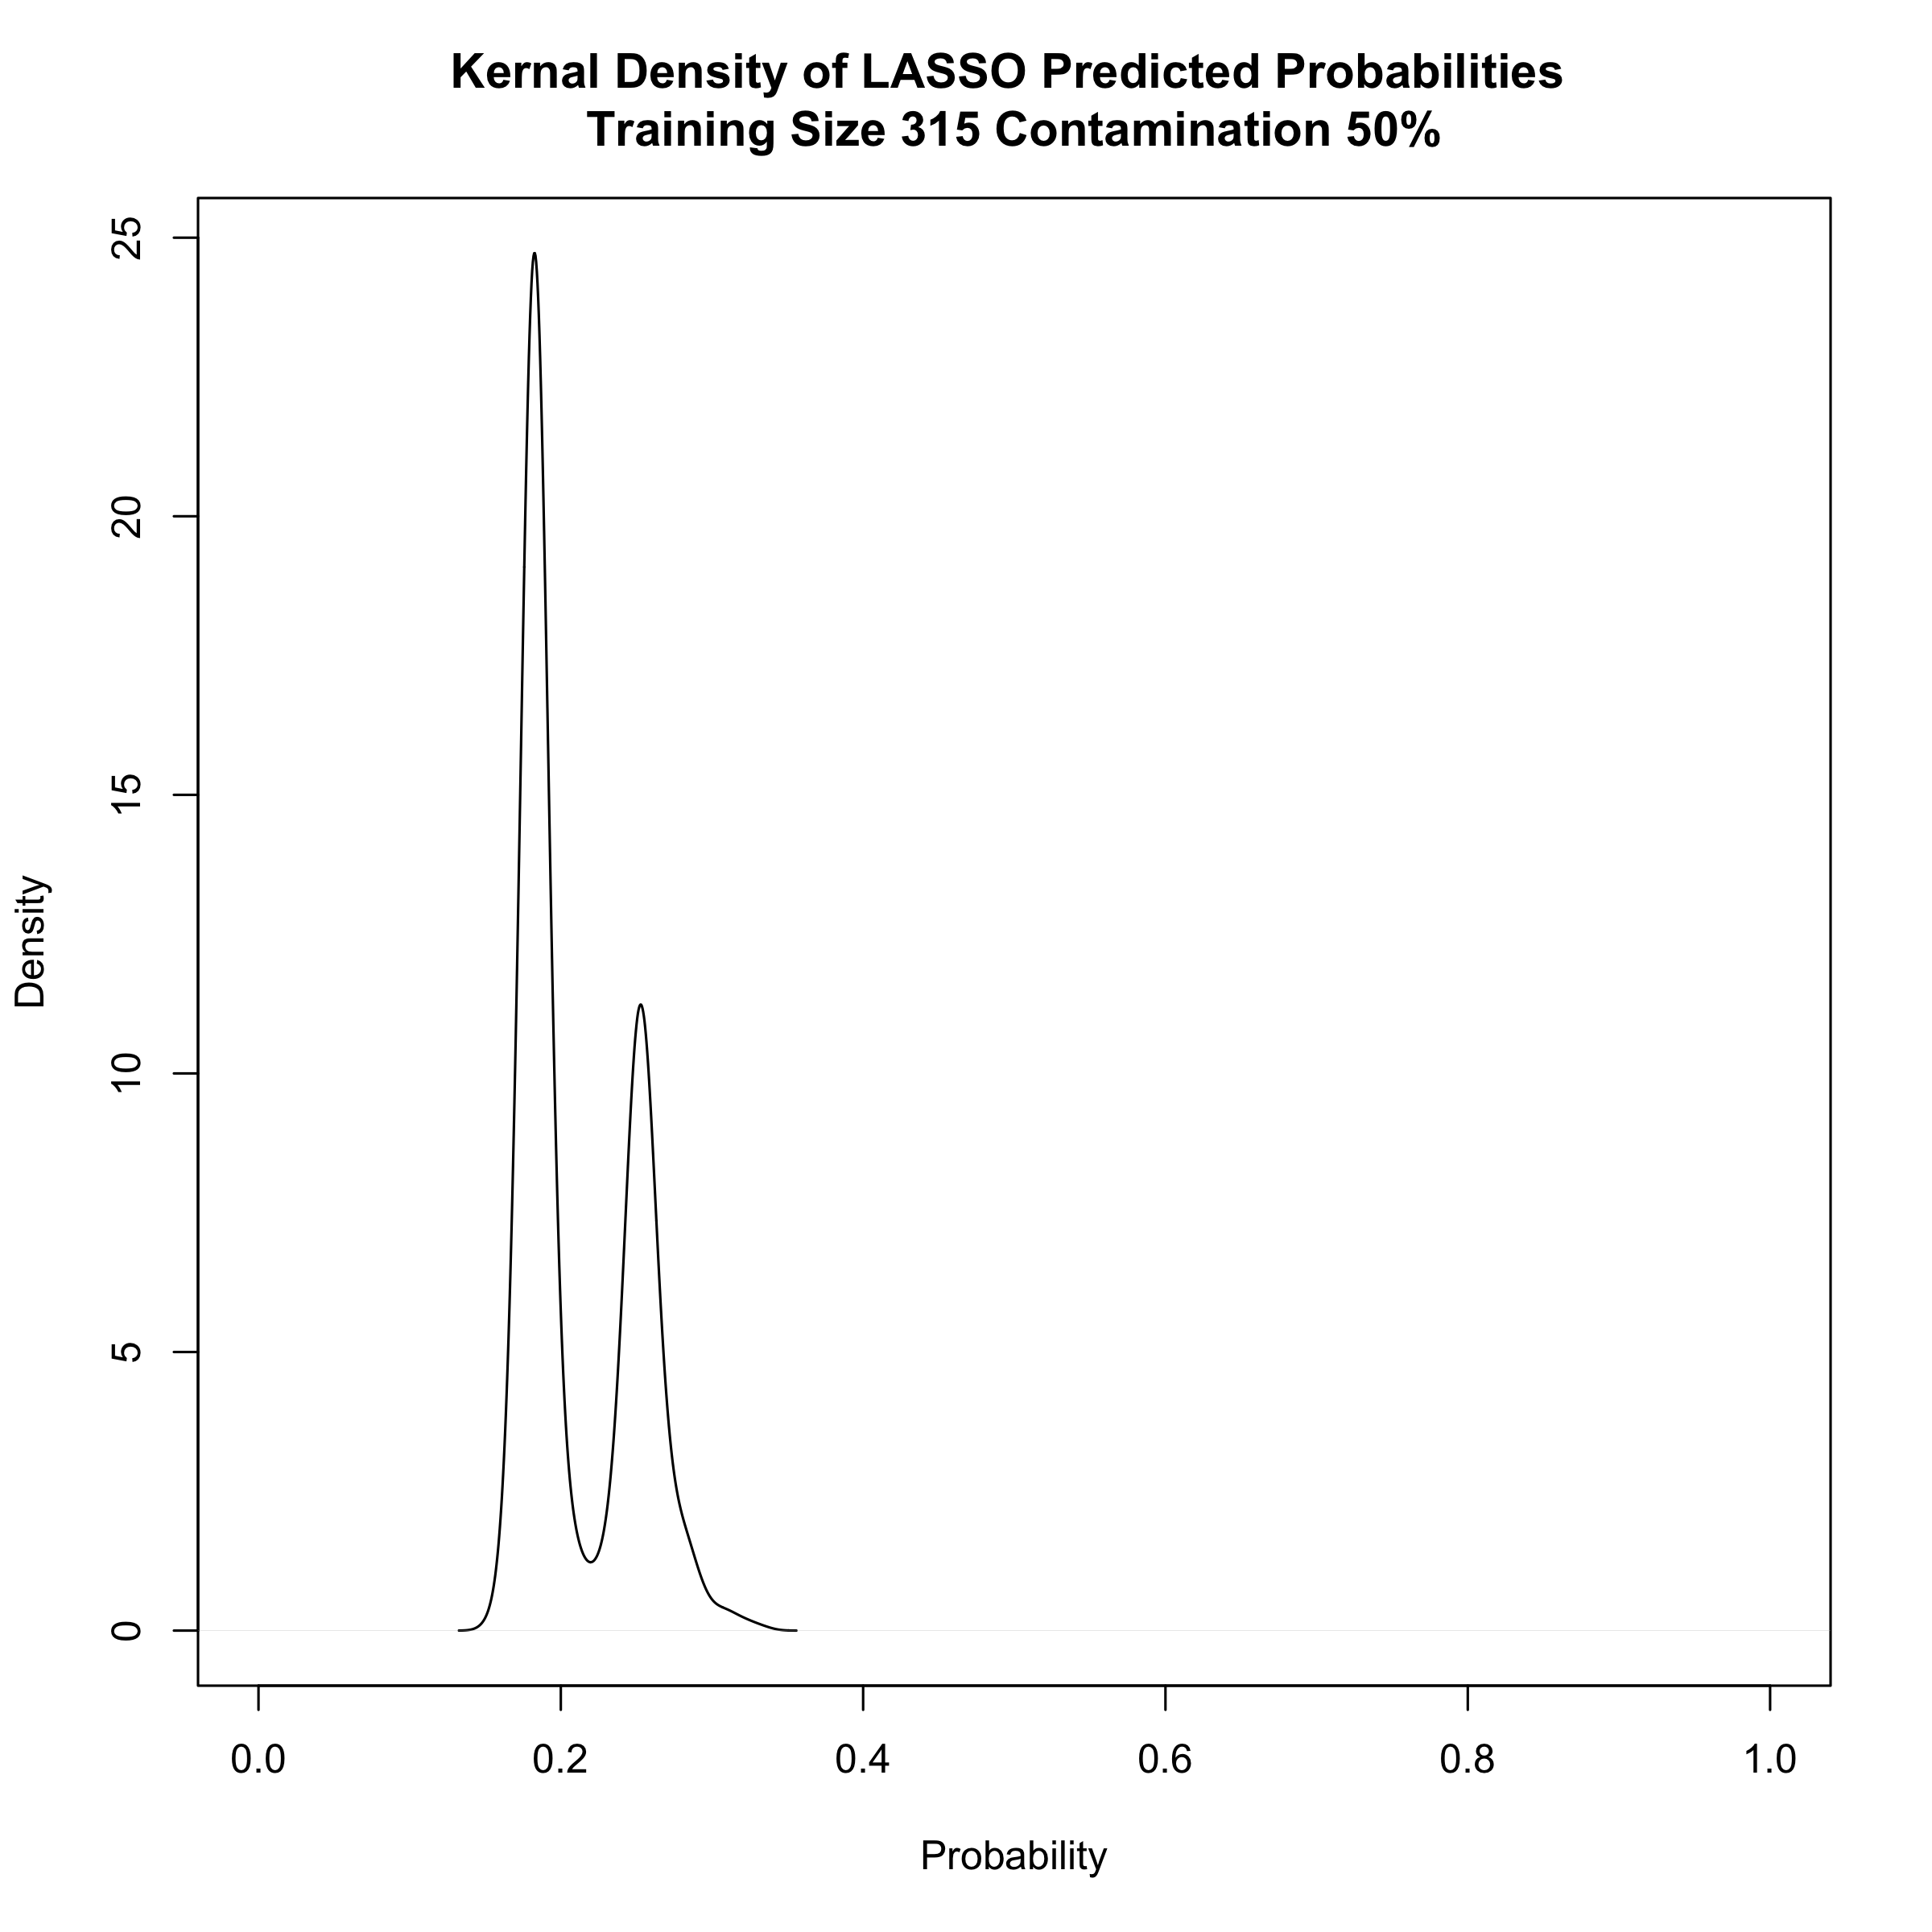 Kernal Density of LASSO Predicted Probabilities
Training Size 315 Contamination 50%
25
20
15
10
5
0
Density
0.0 0.2 0.4 0.6 0.8 1.0
Probability